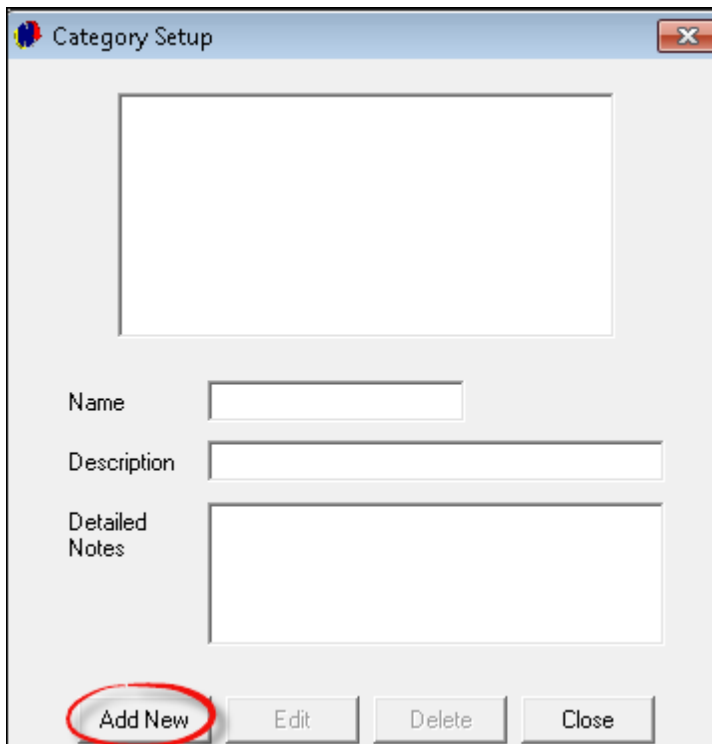 Category Setup
Name
Description
Detailed
Notes
Add New Edit Delete Close